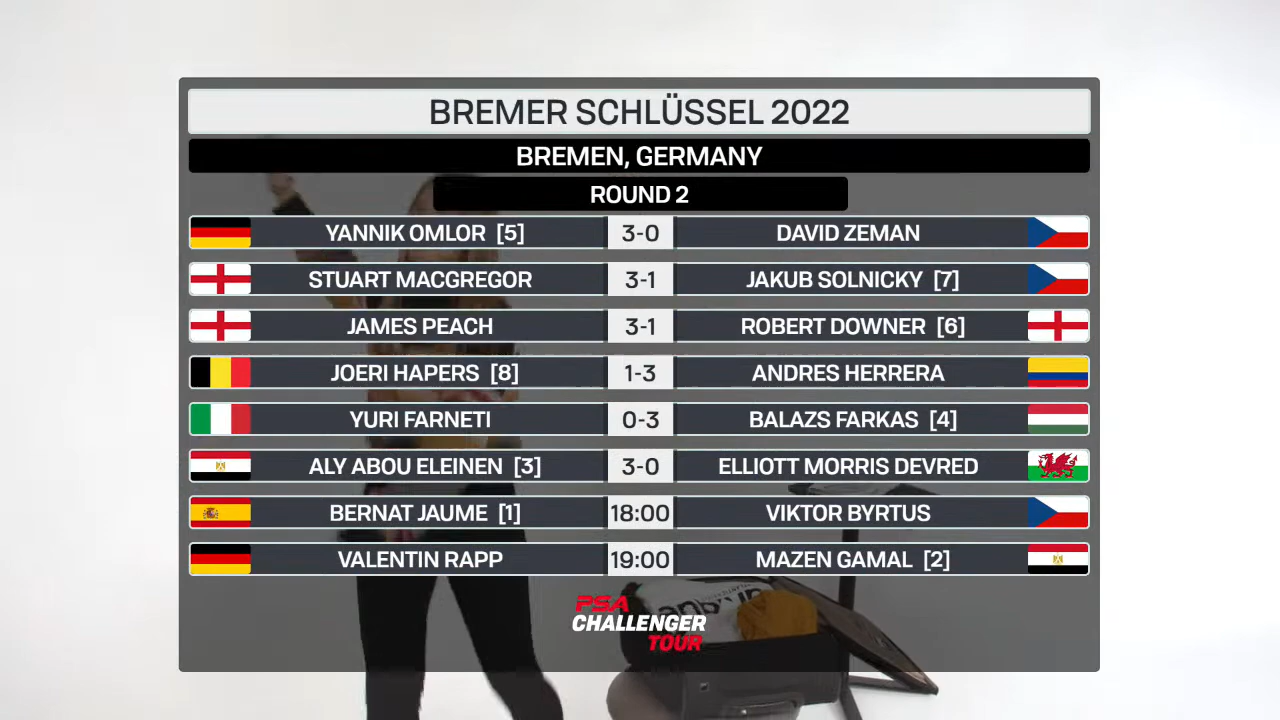 BREMER SCHLÜSSEL 2022
BREMEN, GERMANY
ROUND 2
YANNIK OMLOR [5] 3-0 DAVID ZEMAN
STUART MACGREGOR 3-1 JAKUB SOLNICKY [7]
JAMES PEACH 3-1 ROBERT DOWNER [6]
JOERI HAPERS [8] 1-3 ANDRES HERRERA
YURI FARNETI 0-3 BALAZS FARKAS [4]
ALY ABOU ELEINEN [3] 3-0 ELLIOTT MORRIS DEVRED
BERNAT JAUME [1] 18:00 VIKTOR BYRTUS
VALENTIN RAPP 19:00 MAZEN GAMAL [2]
PSA
CHALLENGER
TOUR